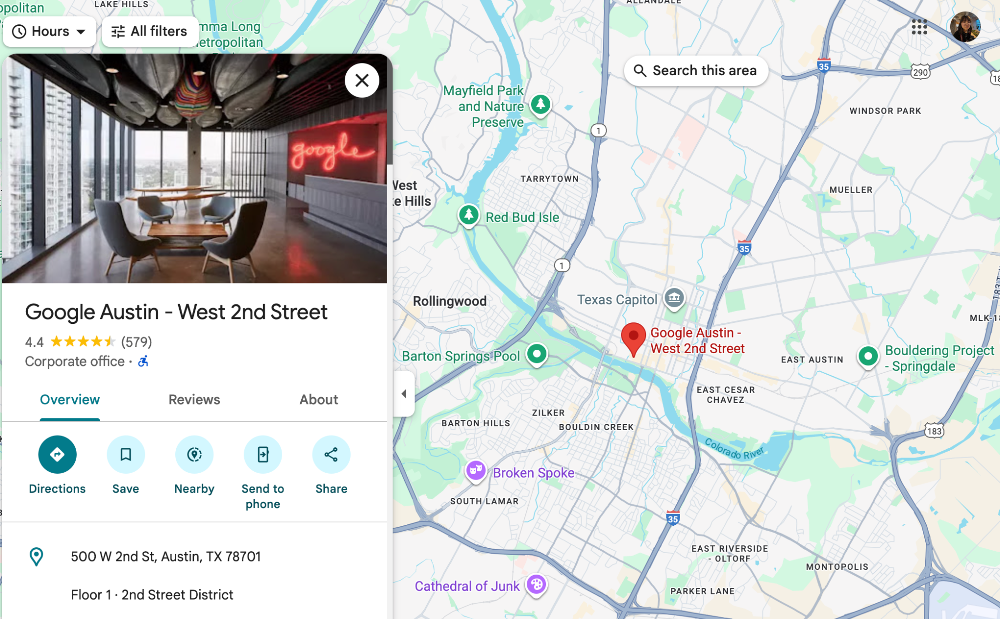 LAKE HILLS
Hours
All filters
mma Long
etropolitan
google
Google Austin - West 2nd Street
4.4 (579)
Corporate office ·
Overview
Reviews
About
Directions
Save
Nearby
Send to
phone
Share
500 W 2nd St, Austin, TX 78701
Floor 1 · 2nd Street District
ALLANDALE
Search this area
35
290
Mayfield Park
and Nature
Preserve
WINDSOR PARK
1
TARRYTOWN
West
ke Hills
MUELLER
Red Bud Isle
35
1
Rollingwood
Texas Capitol
MLK-18
Google Austin -
West 2nd Street
Barton Springs Pool
EAST AUSTIN
Bouldering Project
- Springdale
EAST CESAR
CHAVEZ
ZILKER
BARTON HILLS
BOULDIN CREEK
183
Colorado River
Broken Spoke
SOUTH LAMAR
35
EAST RIVERSIDE
- OLTORF
MONTOPOLIS
Cathedral of Junk
PARKER LANE